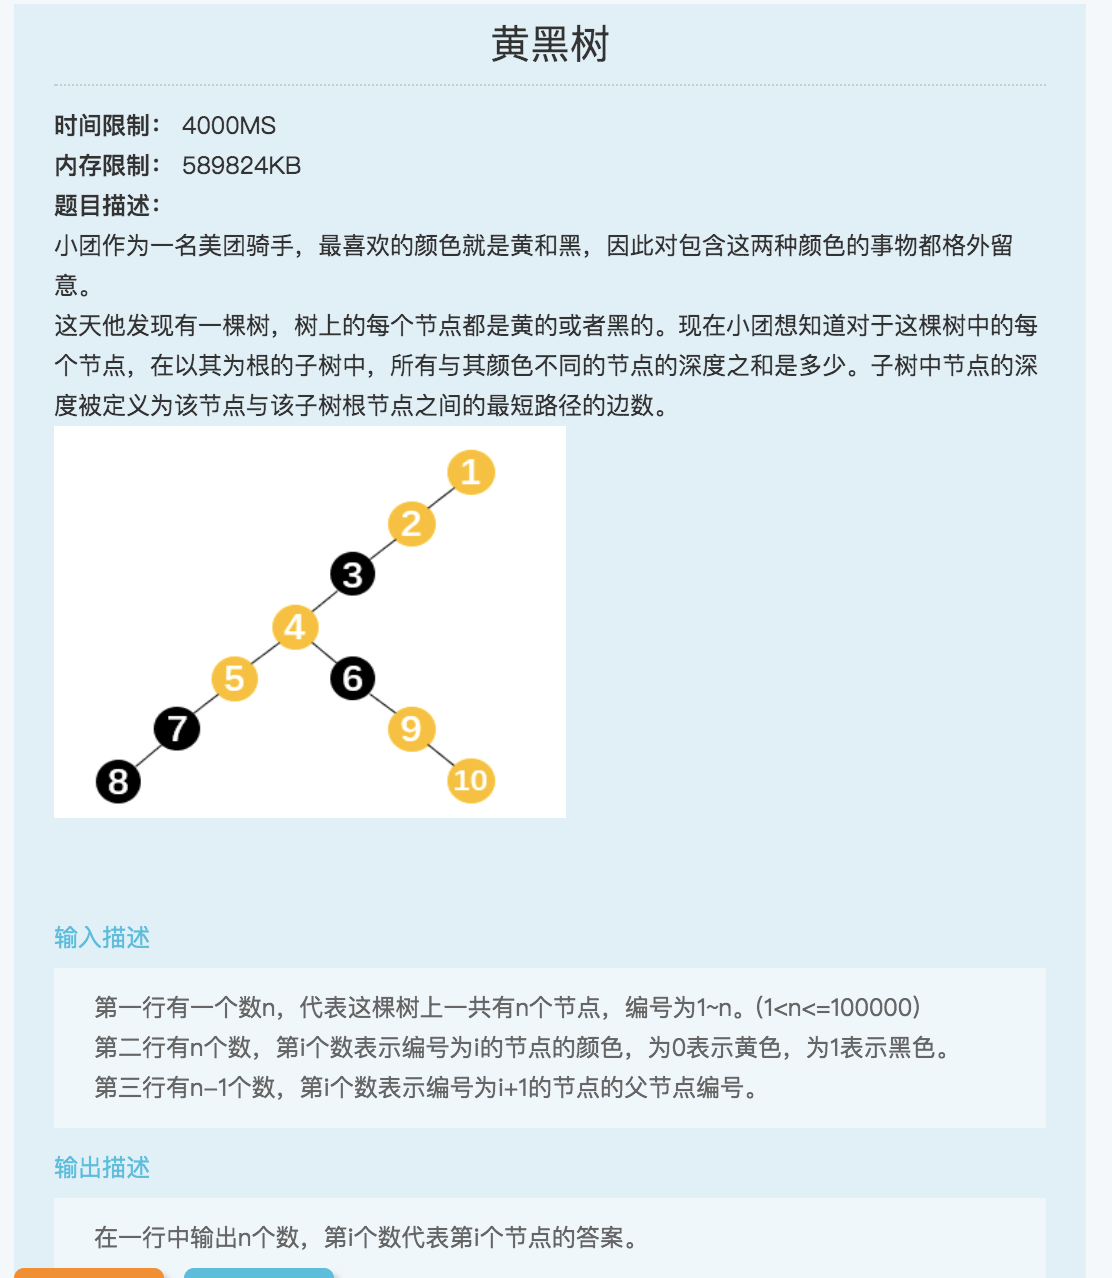 黄黑树
时间限制： 4000MS
内存限制： 589824KB
题目描述：
小团作为一名美团骑手，最喜欢的颜色就是黄和黑，因此对包含这两种颜色的事物都格外留
意。
这天他发现有一棵树，树上的每个节点都是黄的或者黑的。现在小团想知道对于这棵树中的每
个节点，在以其为根的子树中，所有与其颜色不同的节点的深度之和是多少。子树中节点的深
度被定义为该节点与该子树根节点之间的最短路径的边数。
1
2
3
4
5
6
7
9
8
10
输入描述
第一行有一个数n，代表这棵树上一共有n个节点，编号为1~n。(1<n<=100000)
第二行有n个数，第i个数表示编号为i的节点的颜色，为0表示黄色，为1表示黑色。
第三行有n-1个数，第i个数表示编号为i+1的节点的父节点编号。
输出描述
在一行中输出n个数，第i个数代表第i个节点的答案。